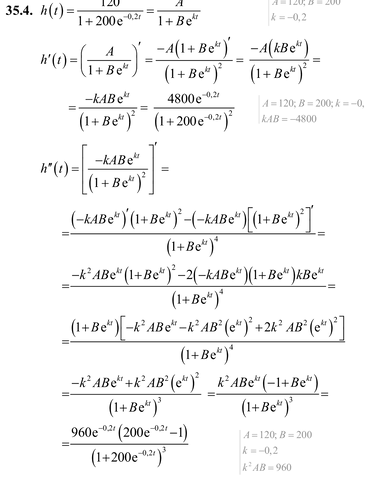 35.4. h(t) = 120 / (1+200e^{−0,2t}) = A / (1+Be^{kt})
A=120; B=200
k=−0,2
h′(t) = (A / (1+Be^{kt}))′ = −A(1+Be^{kt})′ / (1+Be^{kt})^2 = −A(kBe^{kt}) / (1+Be^{kt})^2 =
= −kABe^{kt} / (1+Be^{kt})^2 = 4800e^{−0,2t} / (1+200e^{−0,2t})^2
A=120; B=200; k=−0,
kAB=−4800
h″(t) = [−kABe^{kt} / (1+Be^{kt})^2]′ =
= ((−kABe^{kt})′(1+Be^{kt})^2−(−kABe^{kt})[(1+Be^{kt})^2]′) / (1+Be^{kt})^4 =
= (−k^2ABe^{kt}(1+Be^{kt})^2−2(−kABe^{kt})(1+Be^{kt})kBe^{kt}) / (1+Be^{kt})^4 =
= (1+Be^{kt})[−k^2ABe^{kt}−k^2AB^2(e^{kt})^2+2k^2AB^2(e^{kt})^2] / (1+Be^{kt})^4
= (−k^2ABe^{kt}+k^2AB^2(e^{kt})^2) / (1+Be^{kt})^3 = k^2ABe^{kt}(−1+Be^{kt}) / (1+Be^{kt})^3 =
= 960e^{−0,2t}(200e^{−0,2t}−1) / (1+200e^{−0,2t})^3
A=120; B=200
k=−0,2
k^2AB=960